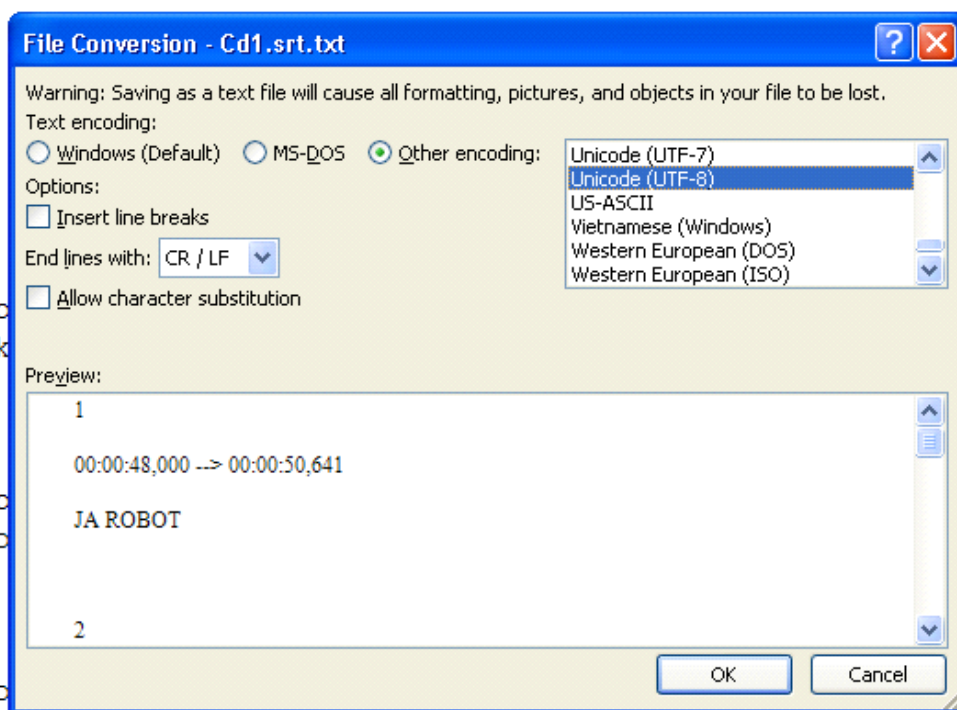 File Conversion - Cd1.srt.txt
Warning: Saving as a text file will cause all formatting, pictures, and objects in your file to be lost.
Text encoding:
Windows (Default) MS-DOS Other encoding:
Unicode (UTF-7)
Unicode (UTF-8)
US-ASCII
Vietnamese (Windows)
Western European (DOS)
Western European (ISO)
Options:
Insert line breaks
End lines with: CR / LF
Allow character substitution
Preview:
1
00:00:48,000 --> 00:00:50,641
JA ROBOT
2
OK Cancel